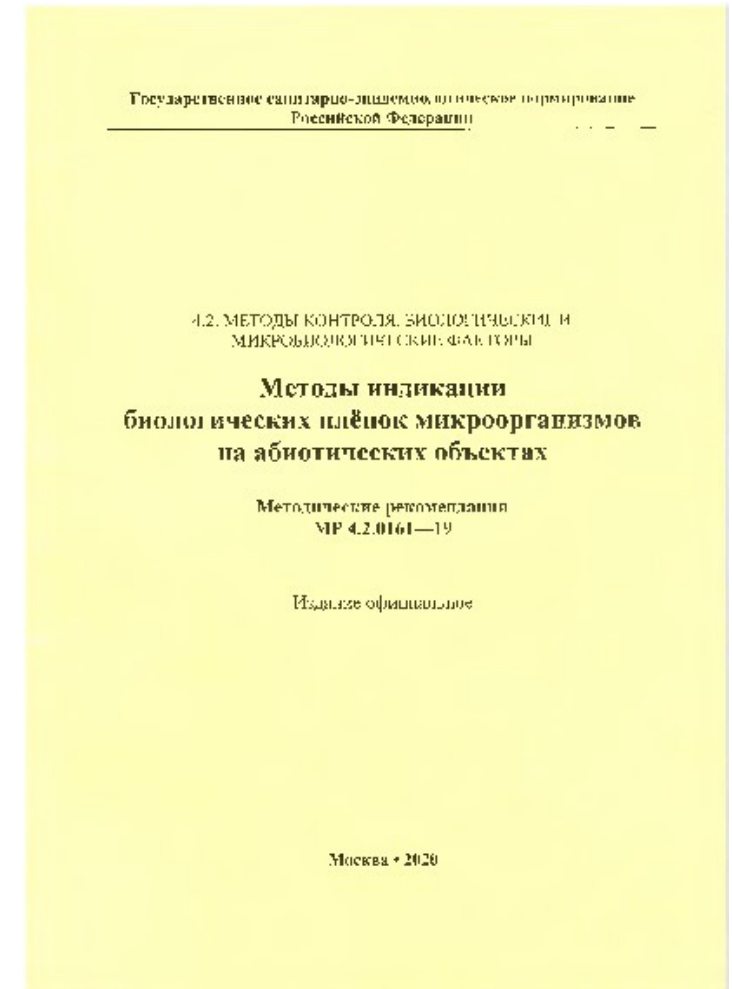 Государственное санитарно-эпидемиологическое нормирование
Российской Федерации
4.2. МЕТОДЫ КОНТРОЛЯ. БИОЛОГИЧЕСКИЕ И
МИКРОБИОЛОГИЧЕСКИЕ ФАКТОРЫ
Методы индикации
биологических плёнок микроорганизмов
на абиотических объектах
Методические рекомендации
МР 4.2.0161—19
Издание официальное
Москва • 2020